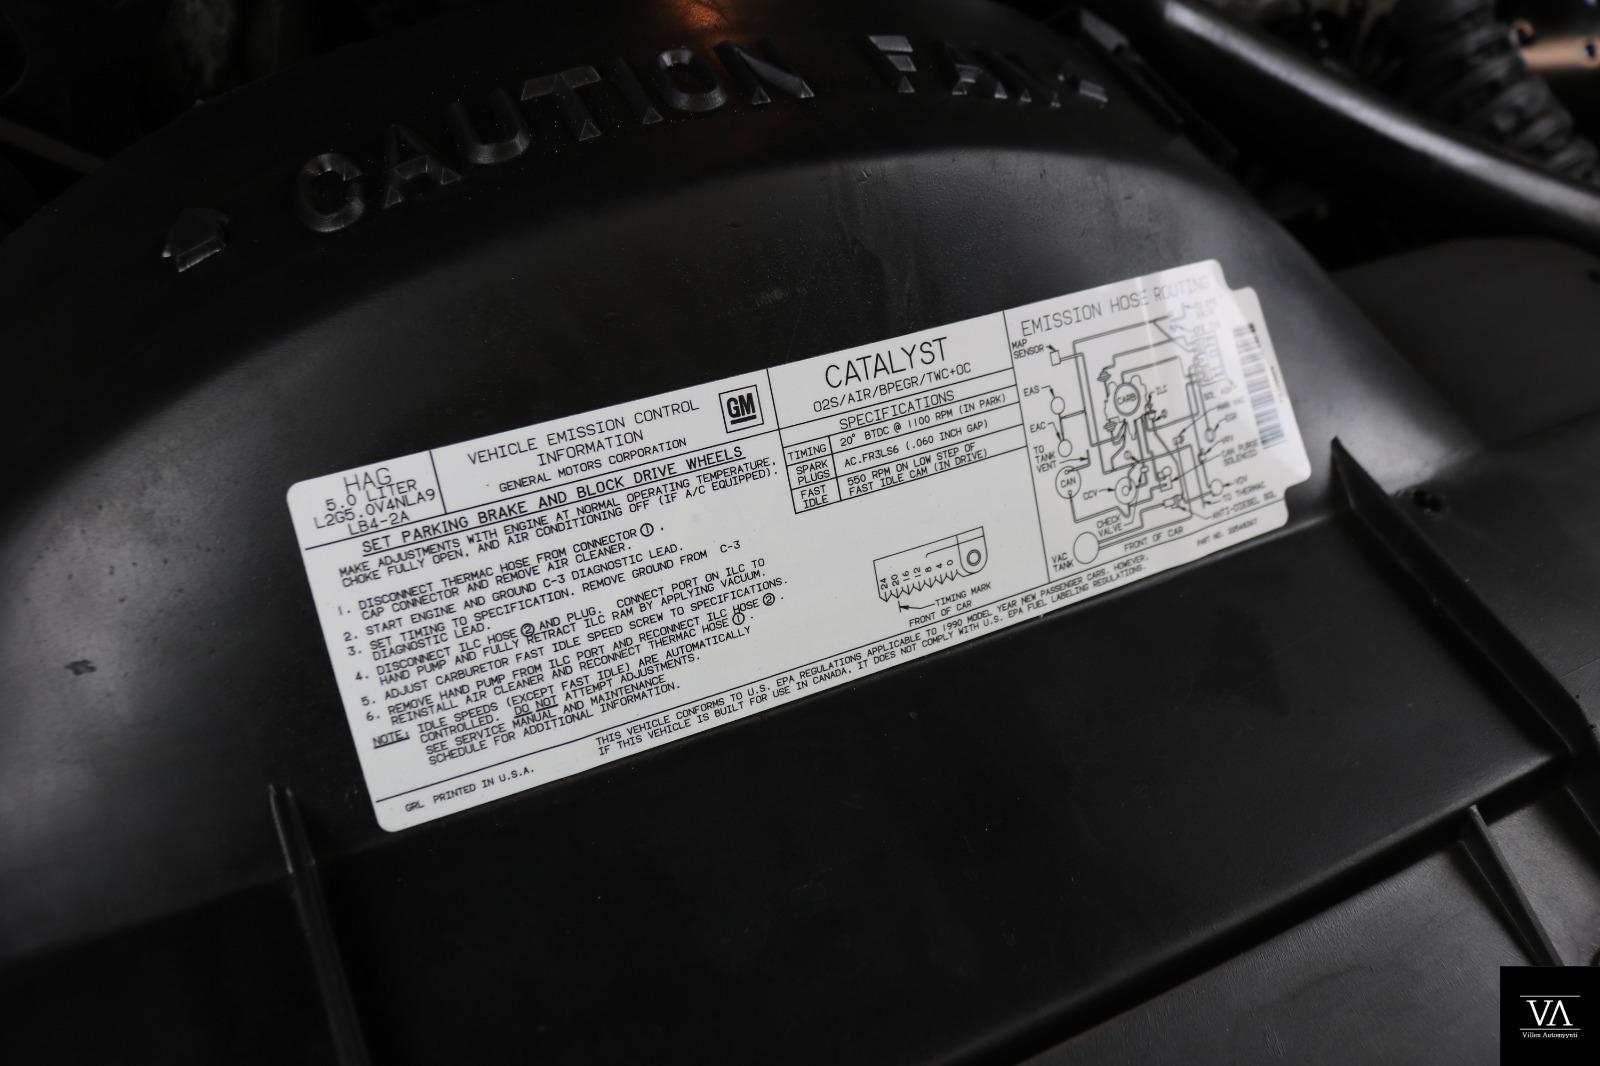 CAUTION FAN
HAG
5.0 LITER
L2G5.0V4NLA9
LB4-2A
VEHICLE EMISSION CONTROL
INFORMATION
GENERAL MOTORS CORPORATION
GM
SET PARKING BRAKE AND BLOCK DRIVE WHEELS
MAKE ADJUSTMENTS WITH ENGINE AT NORMAL OPERATING TEMPERATURE,
CHOKE FULLY OPEN, AND AIR CONDITIONING OFF (IF A/C EQUIPPED).
1. DISCONNECT THERMAC HOSE FROM CONNECTOR ①.
CAP CONNECTOR AND REMOVE AIR CLEANER.
2. START ENGINE AND GROUND C-3 DIAGNOSTIC LEAD.
3. SET TIMING TO SPECIFICATION. REMOVE GROUND FROM C-3
DIAGNOSTIC LEAD.
4. DISCONNECT ILC HOSE ② AND PLUG. CONNECT PORT ON ILC TO
HAND PUMP AND FULLY RETRACT ILC RAM BY APPLYING VACUUM.
5. ADJUST CARBURETOR FAST IDLE SPEED SCREW TO SPECIFICATIONS.
6. REMOVE HAND PUMP FROM ILC PORT AND RECONNECT ILC HOSE ②.
REINSTALL AIR CLEANER AND RECONNECT THERMAC HOSE ①.
NOTE: IDLE SPEEDS (EXCEPT FAST IDLE) ARE AUTOMATICALLY
CONTROLLED. DO NOT ATTEMPT ADJUSTMENTS.
SEE SERVICE MANUAL AND MAINTENANCE
SCHEDULE FOR ADDITIONAL INFORMATION.
GRL PRINTED IN U.S.A.
THIS VEHICLE CONFORMS TO U.S. EPA REGULATIONS APPLICABLE TO 1990 MODEL YEAR NEW PASSENGER CARS. HOWEVER,
IF THIS VEHICLE IS BUILT FOR USE IN CANADA, IT DOES NOT COMPLY WITH U.S. EPA FUEL LABELING REGULATIONS.
CATALYST
O2S/AIR/BPEGR/TWC+OC
SPECIFICATIONS
TIMING 20° BTDC @ 1100 RPM (IN PARK)
SPARK PLUGS AC.FR3LS6 (.060 INCH GAP)
FAST IDLE 550 RPM ON LOW STEP OF
FAST IDLE CAM (IN DRIVE)
24 20 16 12 8 4 0
TIMING MARK
FRONT OF CAR
EMISSION HOSE ROUTING
MAP
SENSOR
EAS
CARB
ILC
EAC
TO
TANK
VENT
CAN
EGR
CAN PURGE
SOLENOID
CCV
VCV
CHECK
VALVE
TO THERMAC
ANTI-DIESEL SOL
VAC
TANK
FRONT OF CAR
VA
Villen Automyynti